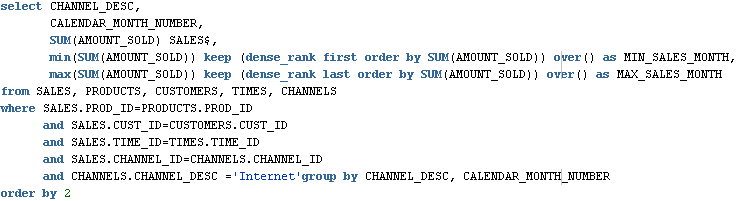 select CHANNEL_DESC,
CALENDAR_MONTH_NUMBER,
SUM(AMOUNT_SOLD) SALES$,
min(SUM(AMOUNT_SOLD)) keep (dense_rank first order by SUM(AMOUNT_SOLD)) over() as MIN_SALES_MONTH,
max(SUM(AMOUNT_SOLD)) keep (dense_rank last order by SUM(AMOUNT_SOLD)) over() as MAX_SALES_MONTH
from SALES, PRODUCTS, CUSTOMERS, TIMES, CHANNELS
where SALES.PROD_ID=PRODUCTS.PROD_ID
and SALES.CUST_ID=CUSTOMERS.CUST_ID
and SALES.TIME_ID=TIMES.TIME_ID
and SALES.CHANNEL_ID=CHANNELS.CHANNEL_ID
and CHANNELS.CHANNEL_DESC ='Internet'group by CHANNEL_DESC, CALENDAR_MONTH_NUMBER
order by 2